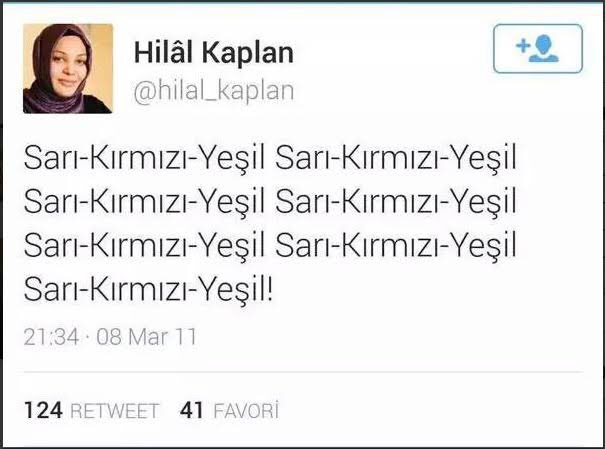 Hilâl Kaplan
@hilal_kaplan
Sarı-Kırmızı-Yeşil Sarı-Kırmızı-Yeşil
Sarı-Kırmızı-Yeşil Sarı-Kırmızı-Yeşil
Sarı-Kırmızı-Yeşil Sarı-Kırmızı-Yeşil
Sarı-Kırmızı-Yeşil!
21:34 · 08 Mar 11
124 RETWEET 41 FAVORİ